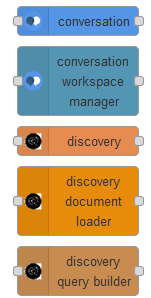 conversation
conversation
workspace
manager
discovery
discovery
document
loader
discovery
query builder